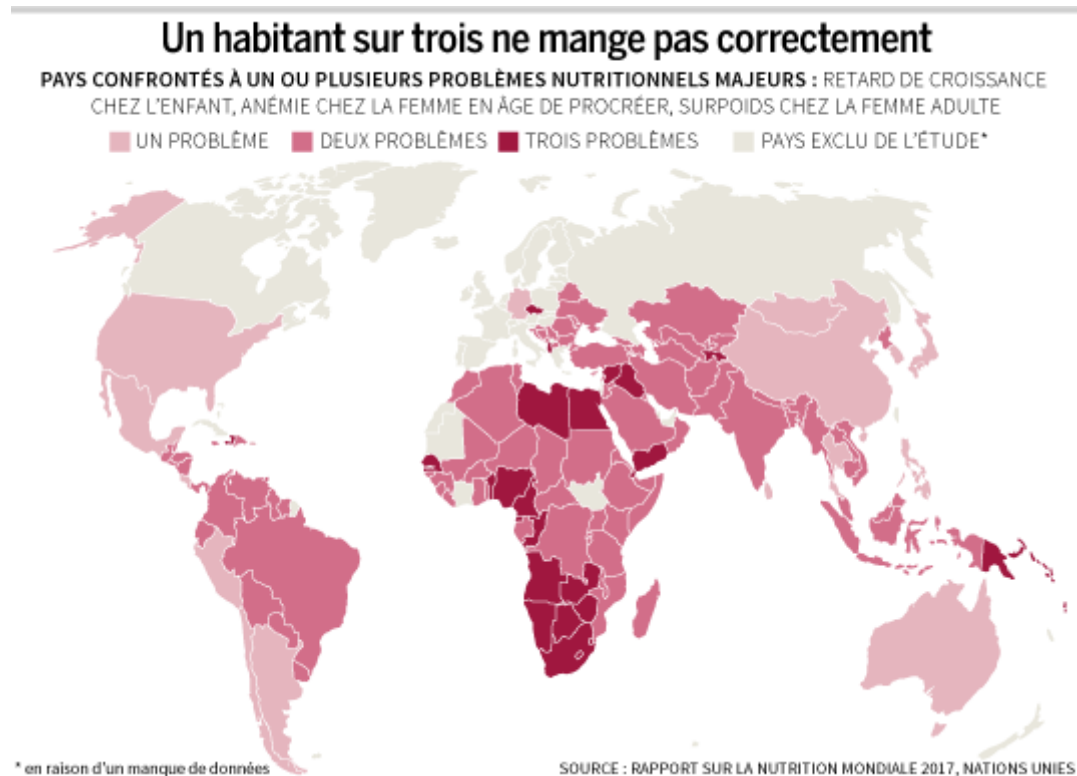 Un habitant sur trois ne mange pas correctement
PAYS CONFRONTÉS À UN OU PLUSIEURS PROBLÈMES NUTRITIONNELS MAJEURS : RETARD DE CROISSANCE
CHEZ L'ENFANT, ANÉMIE CHEZ LA FEMME EN ÂGE DE PROCRÉER, SURPOIDS CHEZ LA FEMME ADULTE
UN PROBLÈME DEUX PROBLÈMES TROIS PROBLÈMES PAYS EXCLU DE L'ÉTUDE*
* en raison d'un manque de données SOURCE : RAPPORT SUR LA NUTRITION MONDIALE 2017, NATIONS UNIES